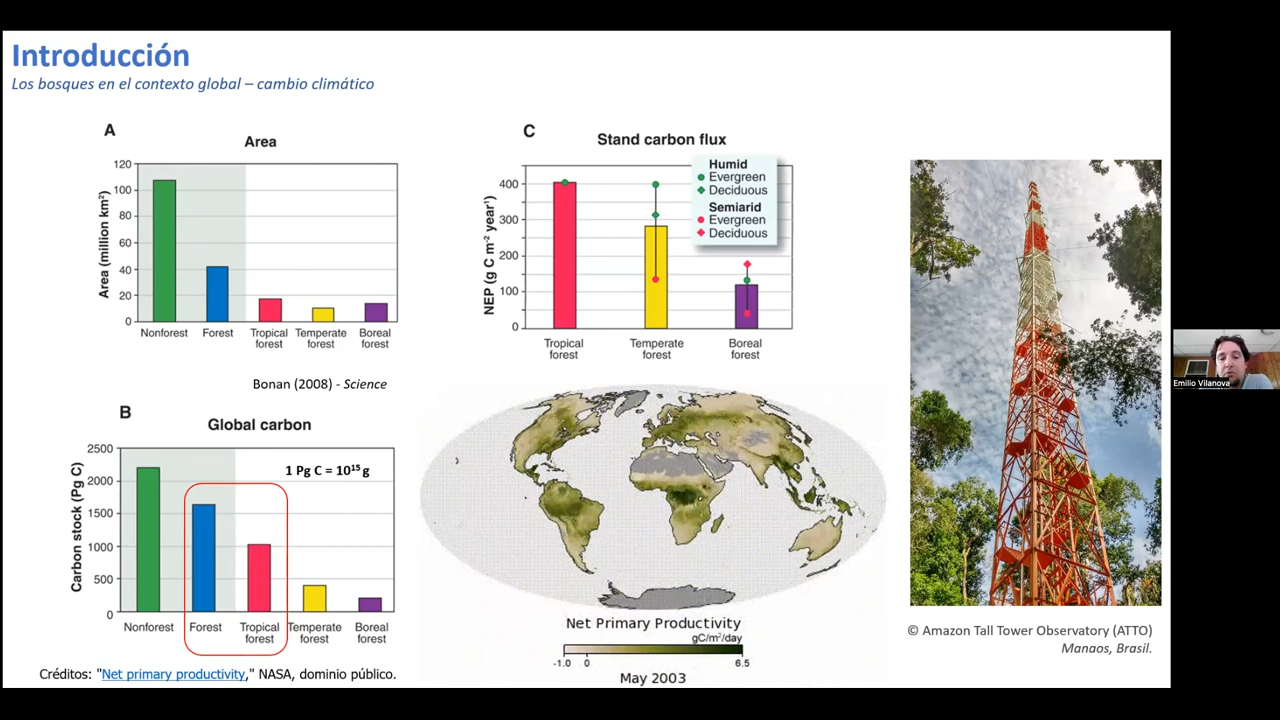 Introducción
Los bosques en el contexto global – cambio climático
A
Area
Area (million km²)
120
100
80
60
40
20
0
Nonforest
Forest
Tropical forest
Temperate forest
Boreal forest
Bonan (2008) - Science
B
Global carbon
1 Pg C = 10¹⁵ g
Carbon stock (Pg C)
2500
2000
1500
1000
500
0
Nonforest
Forest
Tropical forest
Temperate forest
Boreal forest
Créditos: "Net primary productivity," NASA, dominio público.
C
Stand carbon flux
Humid
Evergreen
Deciduous
Semiarid
Evergreen
Deciduous
NEP (g C m⁻² year¹)
400
300
200
100
0
Tropical forest
Temperate forest
Boreal forest
Net Primary Productivity
gC/m²/day
-1.0
0
6.5
May 2003
© Amazon Tall Tower Observatory (ATTO)
Manaos, Brasil.
Emilio Vilanova